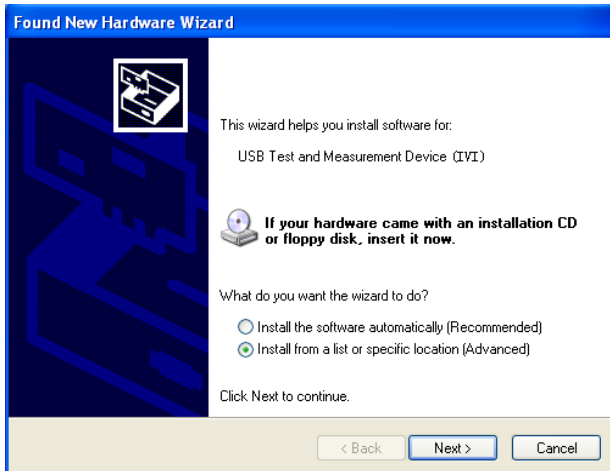 Found New Hardware Wizard
This wizard helps you install software for:
USB Test and Measurement Device (IVI)
If your hardware came with an installation CD
or floppy disk, insert it now.
What do you want the wizard to do?
Install the software automatically (Recommended)
Install from a list or specific location (Advanced)
Click Next to continue.
< Back Next > Cancel